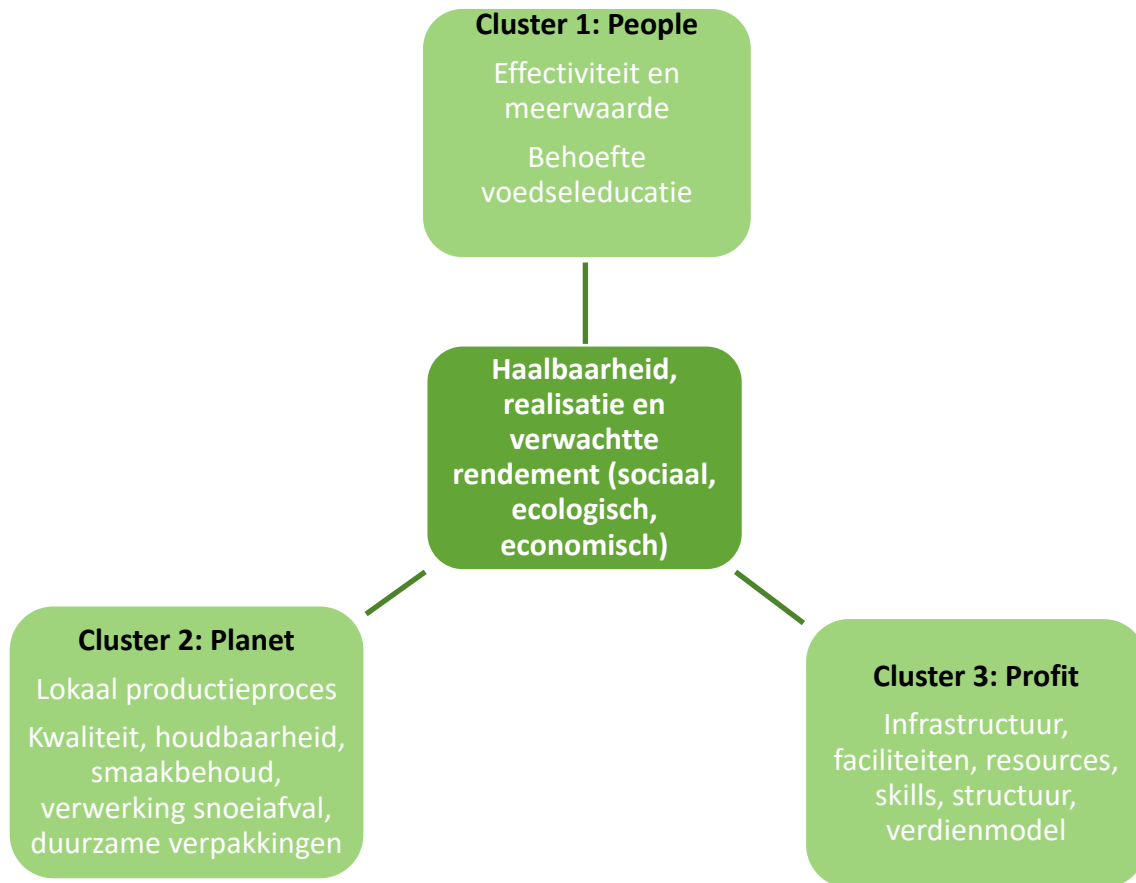 Cluster 1: People
Effectiviteit en
meerwaarde
Behoefte
voedseleducatie
Haalbaarheid,
realisatie en
verwachtte
rendement (sociaal,
ecologisch,
economisch)
Cluster 2: Planet
Lokaal productieproces
Kwaliteit, houdbaarheid,
smaakbehoud,
verwerking snoeiafval,
duurzame verpakkingen
Cluster 3: Profit
Infrastructuur,
faciliteiten, resources,
skills, structuur,
verdienmodel